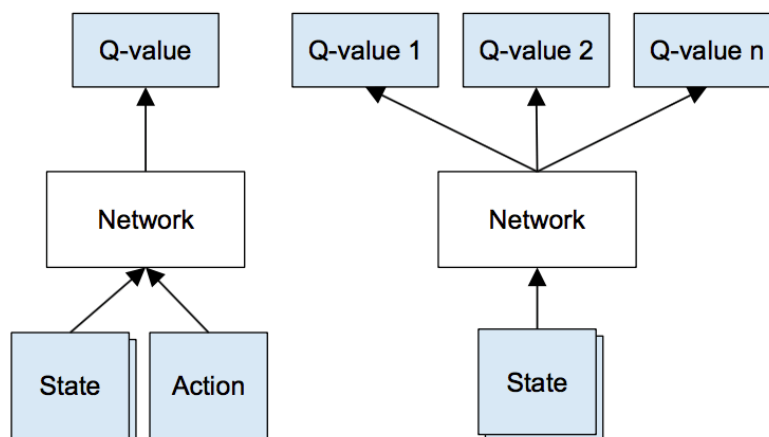 Q-value
Network
State
Action
Q-value 1
Q-value 2
Q-value n
Network
State